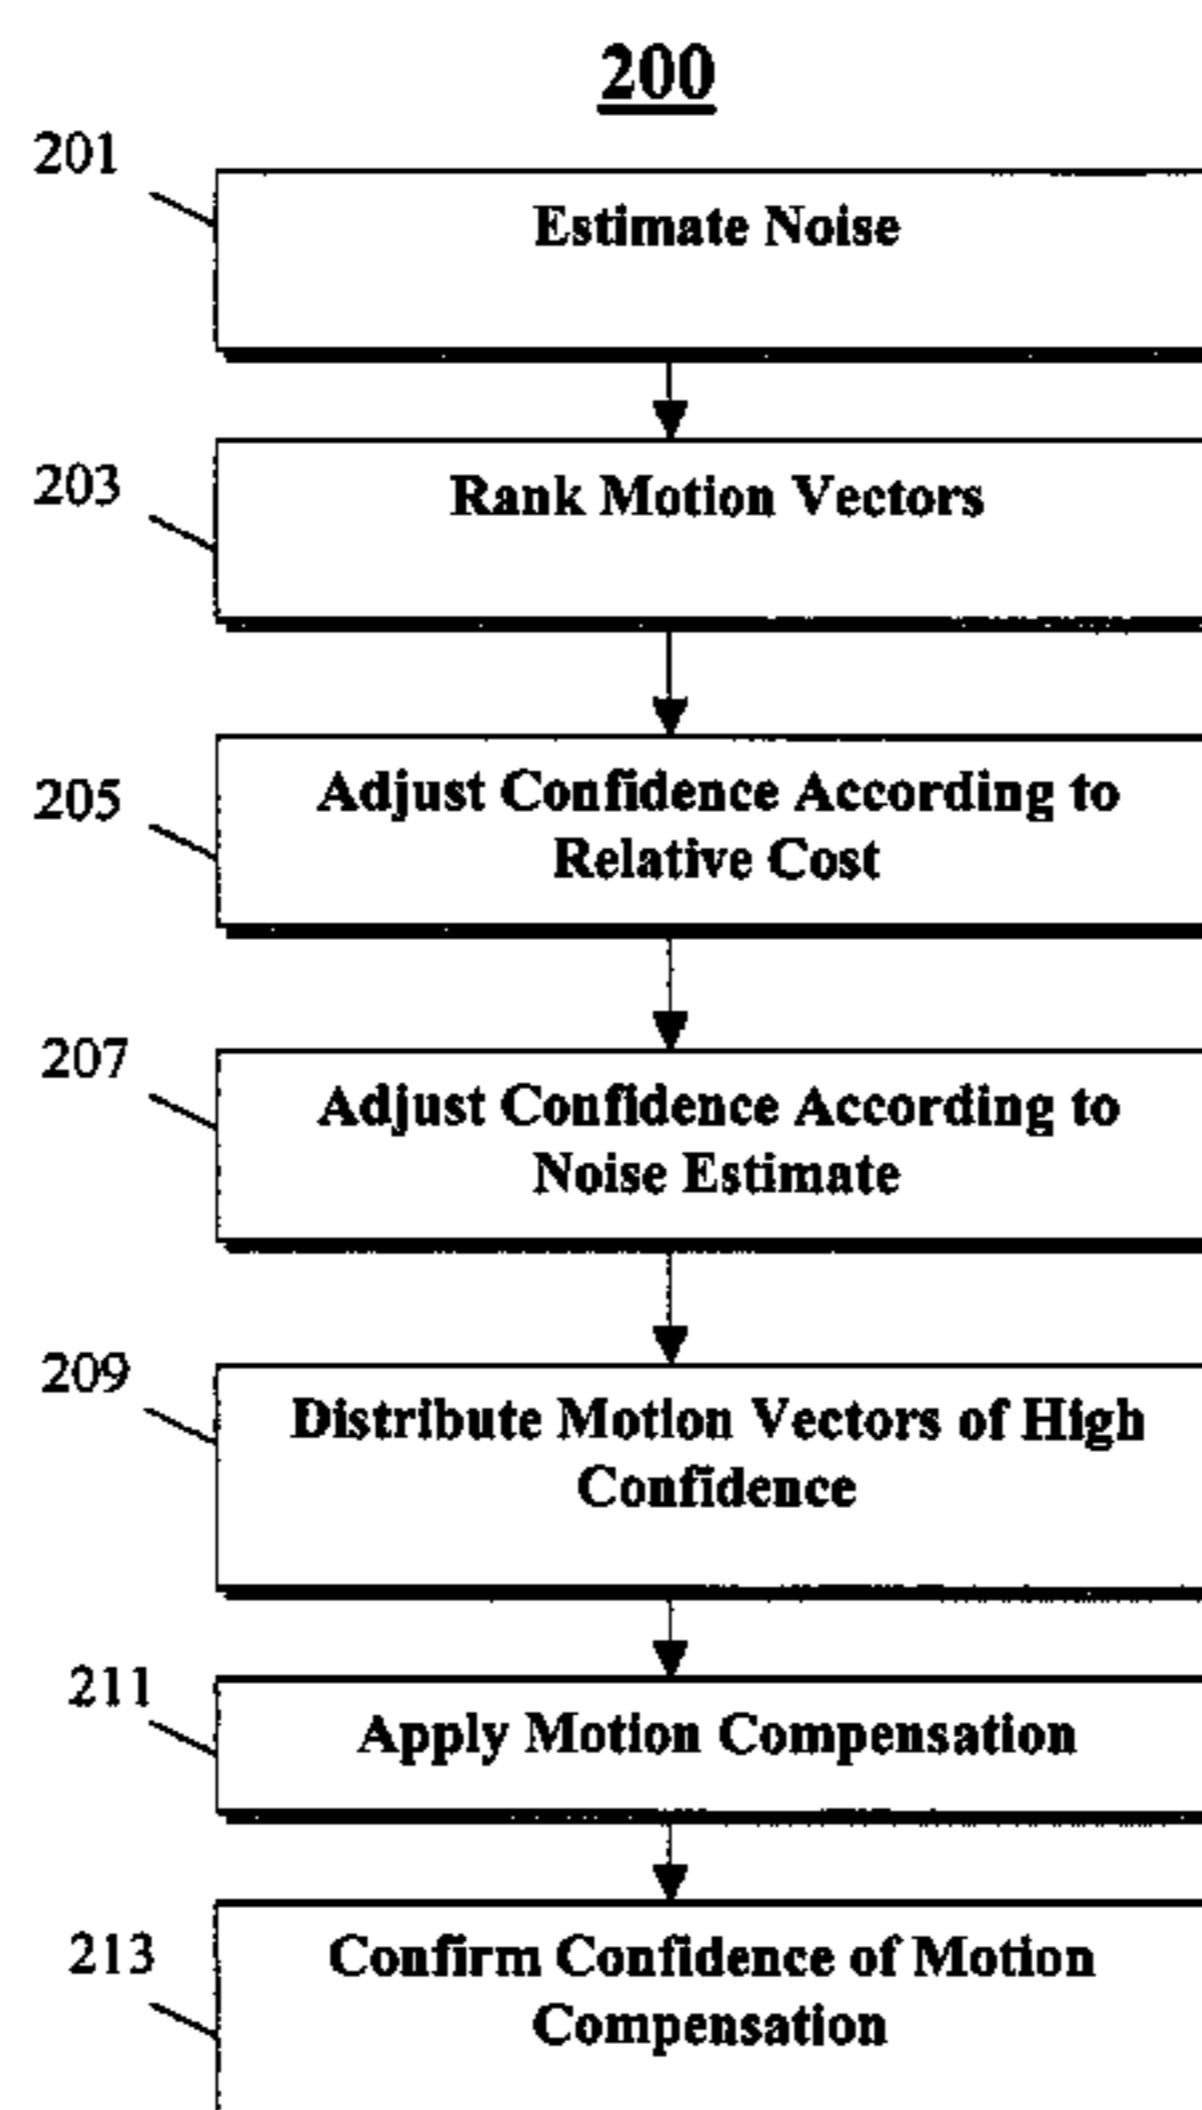 200
201
Estimate Noise
203
Rank Motion Vectors
205
Adjust Confidence According to
Relative Cost
207
Adjust Confidence According to
Noise Estimate
209
Distribute Motion Vectors of High
Confidence
211
Apply Motion Compensation
213
Confirm Confidence of Motion
Compensation